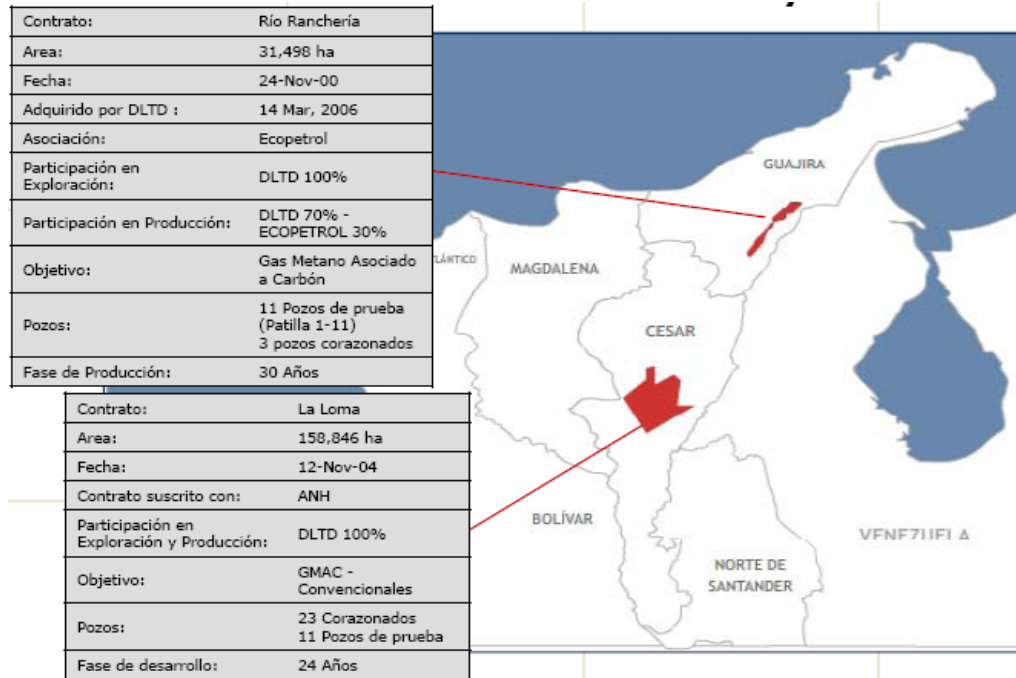 Contrato: Río Ranchería
Area: 31,498 ha
Fecha: 24-Nov-00
Adquirido por DLTD : 14 Mar, 2006
Asociación: Ecopetrol
Participación en
Exploración: DLTD 100%
Participación en Producción: DLTD 70% -
ECOPETROL 30%
Objetivo: Gas Metano Asociado
a Carbón
Pozos: 11 Pozos de prueba
(Patilla 1-11)
3 pozos corazonados
Fase de Producción: 30 Años
Contrato: La Loma
Area: 158,846 ha
Fecha: 12-Nov-04
Contrato suscrito con: ANH
Participación en
Exploración y Producción: DLTD 100%
Objetivo: GMAC -
Convencionales
Pozos: 23 Corazonados
11 Pozos de prueba
Fase de desarrollo: 24 Años
GUAJIRA
TLÁNTICO
MAGDALENA
CESAR
BOLÍVAR
VENEZUELA
NORTE DE
SANTANDER